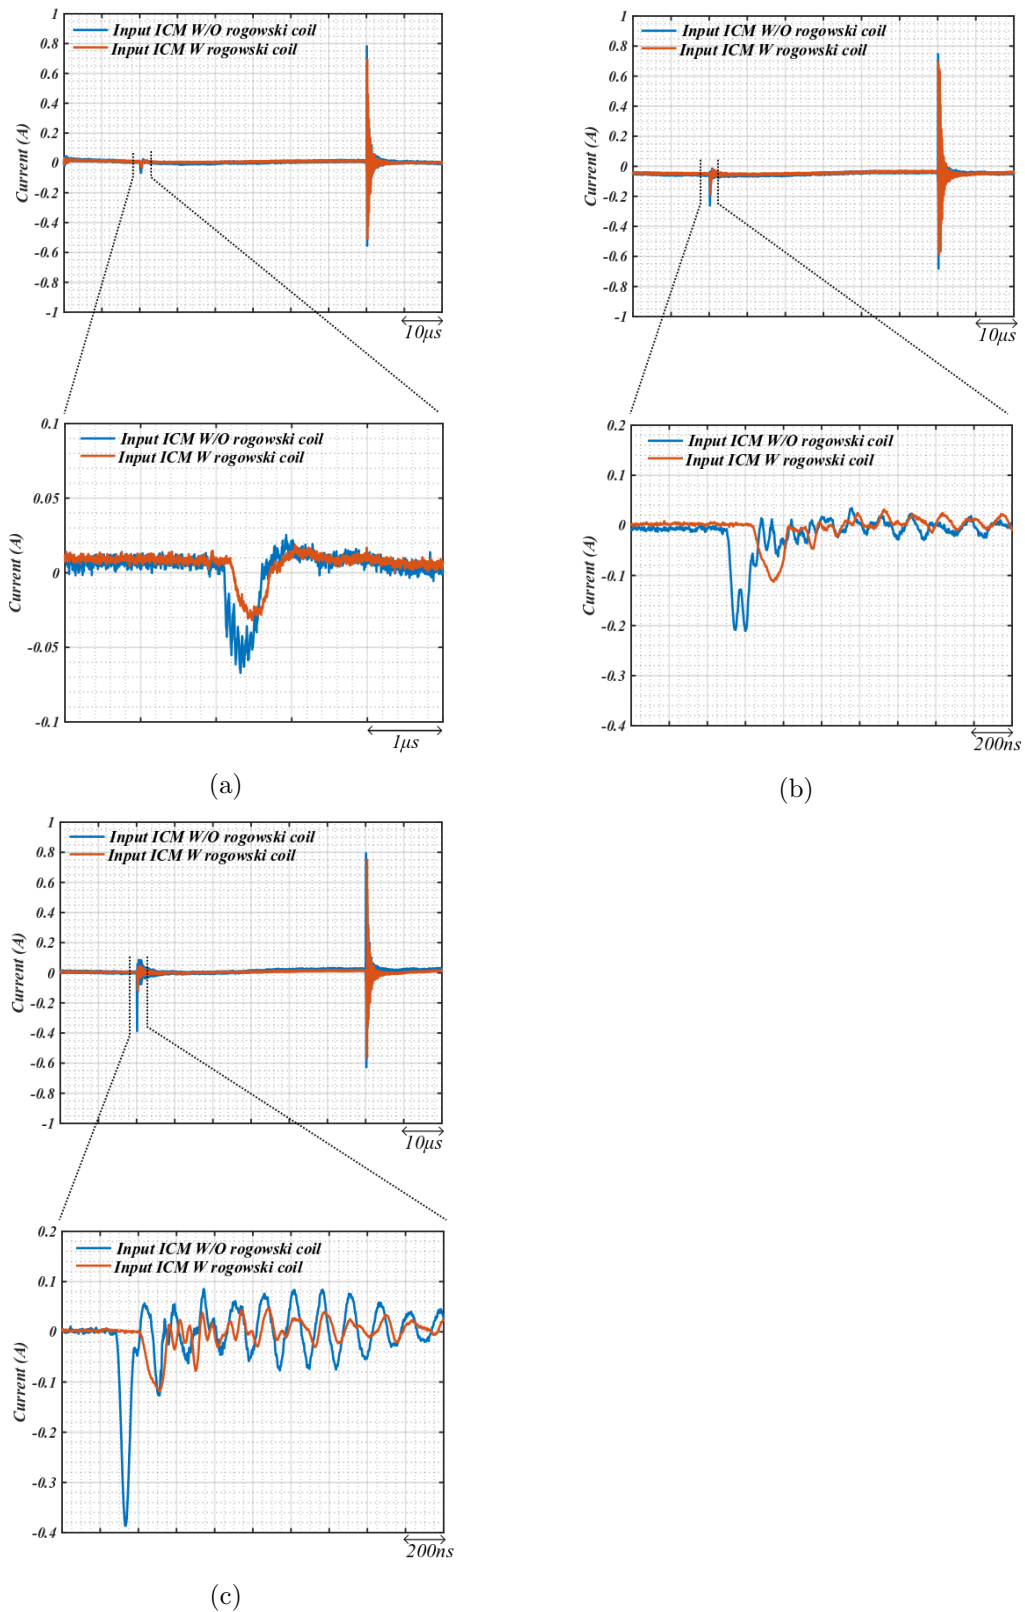 Input ICM W/O rogowski coil
Input ICM W rogowski coil
1
0.8
0.6
0.4
0.2
0
-0.2
-0.4
-0.6
-0.8
-1
Current (A)
10μs
0.1
Input ICM W/O rogowski coil
Input ICM W rogowski coil
0.05
0
-0.05
-0.1
Current (A)
1μs
(a)
Input ICM W/O rogowski coil
Input ICM W rogowski coil
1
0.8
0.6
0.4
0.2
0
-0.2
-0.4
-0.6
-0.8
-1
Current (A)
10μs
0.2
Input ICM W/O rogowski coil
Input ICM W rogowski coil
0.1
0
-0.1
-0.2
-0.3
-0.4
Current (A)
200ns
(b)
1
Input ICM W/O rogowski coil
Input ICM W rogowski coil
0.8
0.6
0.4
0.2
0
-0.2
-0.4
-0.6
-0.8
-1
Current (A)
10μs
0.2
Input ICM W/O rogowski coil
Input ICM W rogowski coil
0.1
0
-0.1
-0.2
-0.3
-0.4
Current (A)
200ns
(c)